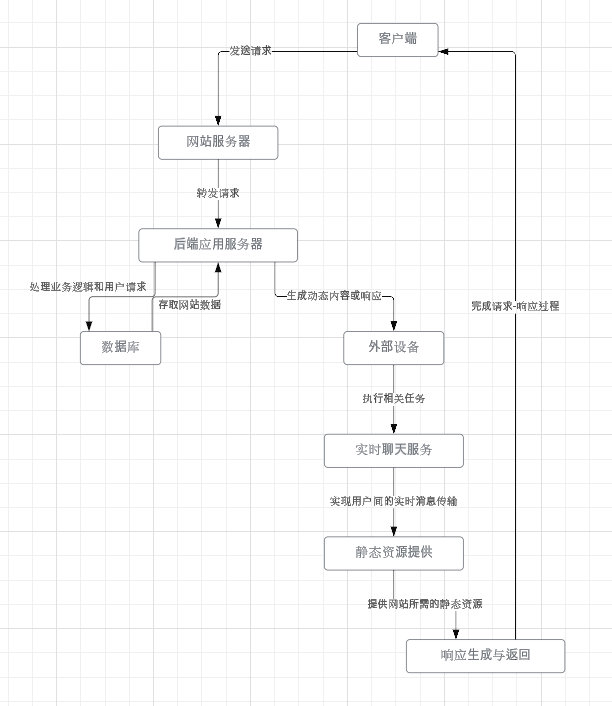 客户端
发送请求
网站服务器
转发请求
后端应用服务器
处理业务逻辑和用户请求
生成动态内容或响应
存取网站数据
完成请求-响应过程
数据库
外部设备
执行相关任务
实时聊天服务
实现用户间的实时消息传输
静态资源提供
提供网站所需的静态资源
响应生成与返回